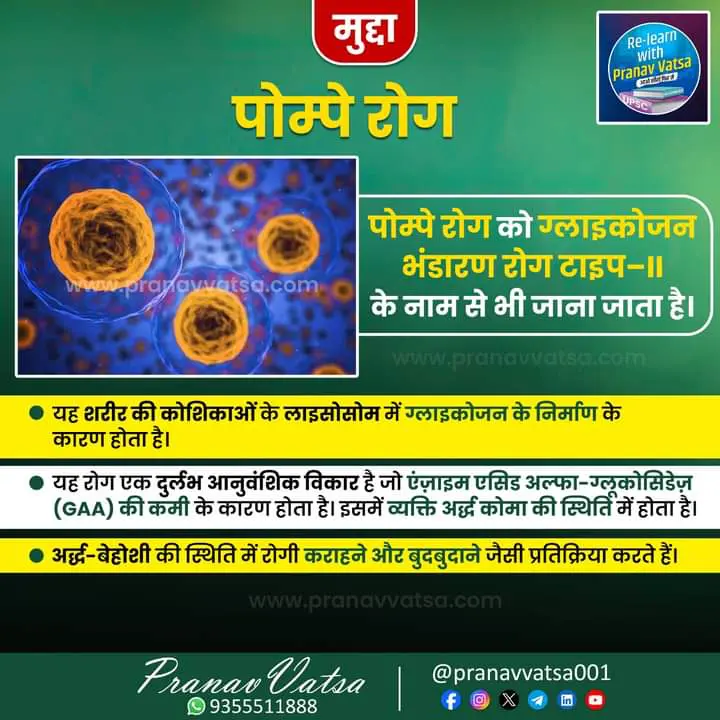 मुद्दा
Re-learn
with
Pranav Vatsa
UPSC
पोम्पे रोग
www.pranavvatsa.com
पोम्पे रोग को ग्लाइकोजन
भंडारण रोग टाइप-II
के नाम से भी जाना जाता है।
www.pranavvatsa.com
यह शरीर की कोशिकाओं के लाइसोसोम में ग्लाइकोजन के निर्माण के
कारण होता है।
यह रोग एक दुर्लभ आनुवंशिक विकार है जो एंज़ाइम एसिड अल्फा-ग्लूकोसिडेज़
(GAA) की कमी के कारण होता है। इसमें व्यक्ति अर्द्ध कोमा की स्थिति में होता है।
अर्द्ध-बेहोशी की स्थिति में रोगी कराहने और बुदबुदाने जैसी प्रतिक्रिया करते हैं।
www.pranavvatsa.com
Pranav Vatsa
9355511888
@pranavvatsa001